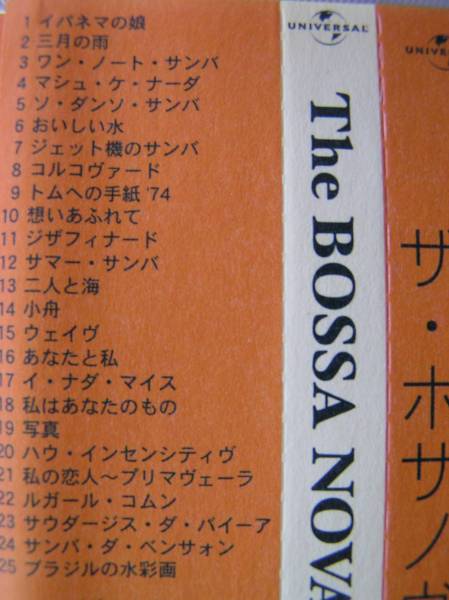 1 イパネマの娘
2 三月の雨
3 ワン・ノート・サンバ
4 マシュ・ケ・ナーダ
5 ソ・ダンソ・サンバ
6 おいしい水
7 ジェット機のサンバ
8 コルコヴァード
9 トムへの手紙 '74
10 想いあふれて
11 ジザフィナード
12 サマー・サンバ
13 二人と海
14 小舟
15 ウェイヴ
16 あなたと私
17 イ・ナダ・マイス
18 私はあなたのもの
19 写真
20 ハウ・インセンシティヴ
21 私の恋人〜プリマヴェーラ
22 ルガール・コムン
23 サウダージス・ダ・バイーア
24 サンバ・ダ・ベンサォン
25 ブラジルの水彩画
UNIVERSAL
The BOSSA NOVA
ザ・ボサノヴ